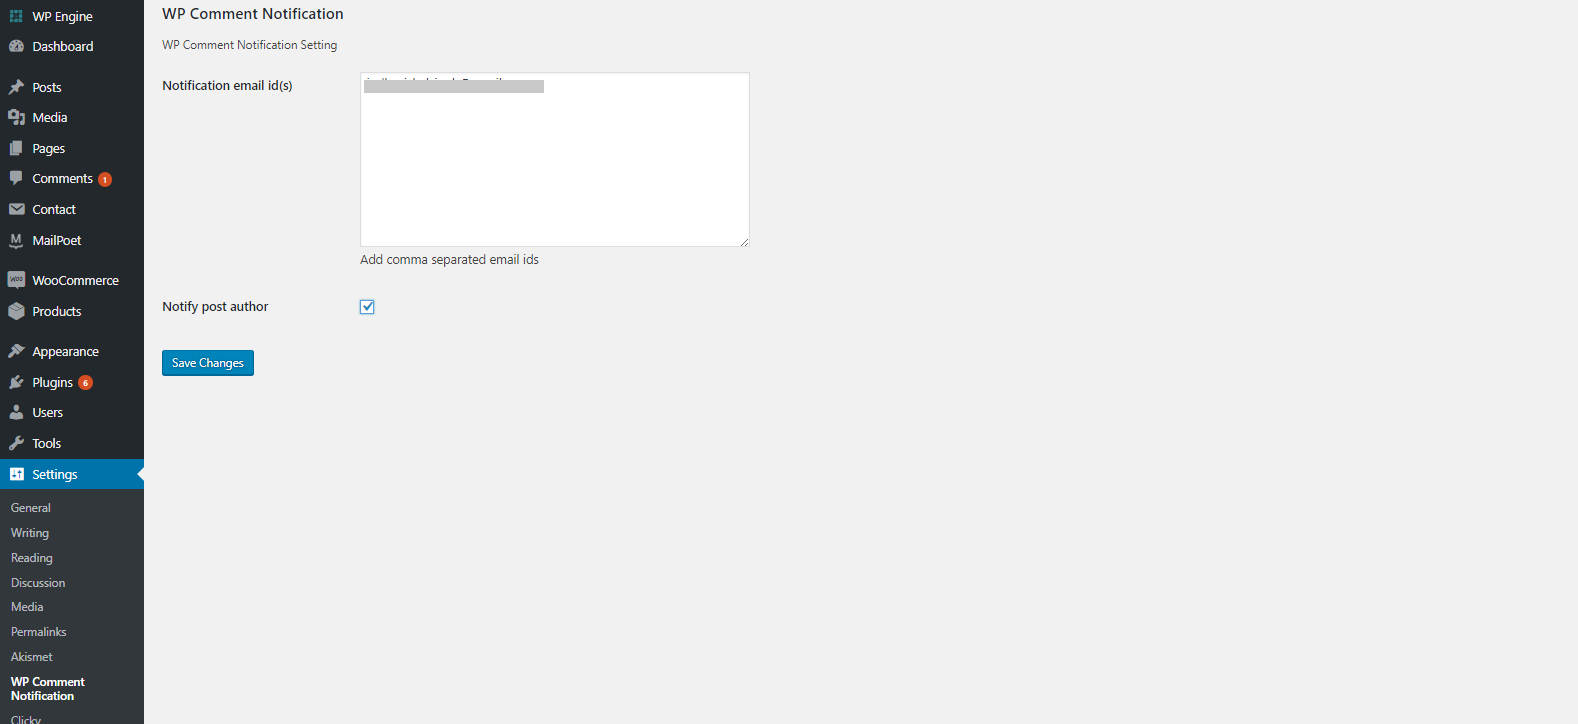 WP Engine
Dashboard
Posts
Media
Pages
Comments 1
Contact
MailPoet
Woo WooCommerce
Products
Appearance
Plugins 6
Users
Tools
Settings
General
Writing
Reading
Discussion
Media
Permalinks
Akismet
WP Comment
Notification
Clicky
WP Comment Notification
WP Comment Notification Setting
Notification email id(s)
Add comma separated email ids
Notify post author
Save Changes